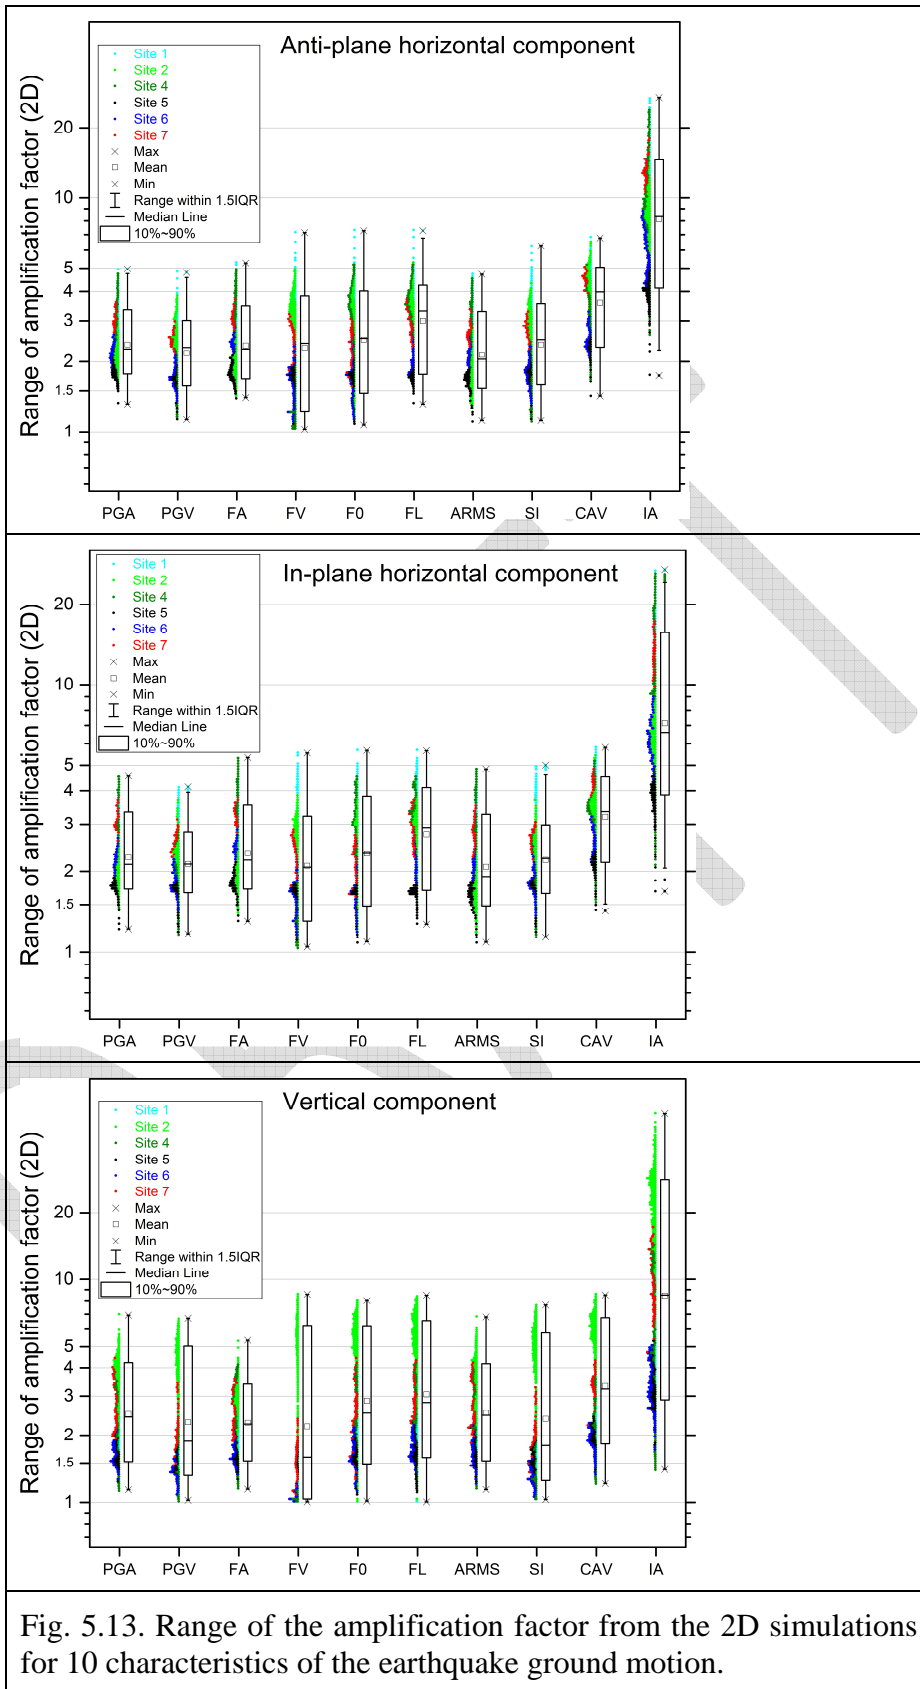 Anti-plane horizontal component
Range of amplification factor (2D)
Site 1
Site 2
Site 4
Site 5
Site 6
Site 7
Max
Mean
Min
Range within 1.5IQR
Median Line
10%~90%
20
10
5
4
3
2
1.5
1
PGA PGV FA FV F0 FL ARMS SI CAV IA
In-plane horizontal component
Range of amplification factor (2D)
Site 1
Site 2
Site 4
Site 5
Site 6
Site 7
Max
Mean
Min
Range within 1.5IQR
Median Line
10%~90%
20
10
5
4
3
2
1.5
1
PGA PGV FA FV F0 FL ARMS SI CAV IA
Vertical component
Range of amplification factor (2D)
Site 1
Site 2
Site 4
Site 5
Site 6
Site 7
Max
Mean
Min
Range within 1.5IQR
Median Line
10%~90%
20
10
5
4
3
2
1.5
1
PGA PGV FA FV F0 FL ARMS SI CAV IA
Fig. 5.13. Range of the amplification factor from the 2D simulations
for 10 characteristics of the earthquake ground motion.